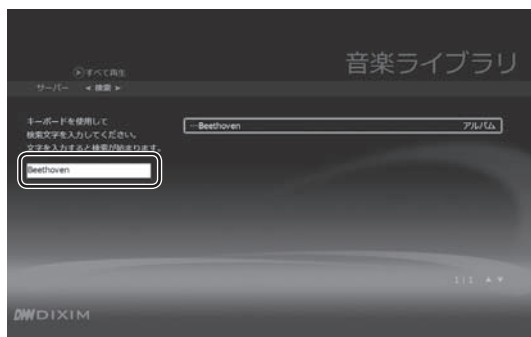 音楽ライブラリ
すべて再生
サーバー ◄ 検索 ►
キーボードを使用して
検索文字を入力してください。
文字を入力すると検索が始まります。
…Beethoven アルバム
Beethoven
1/1 ▲ ▼
DiXiM